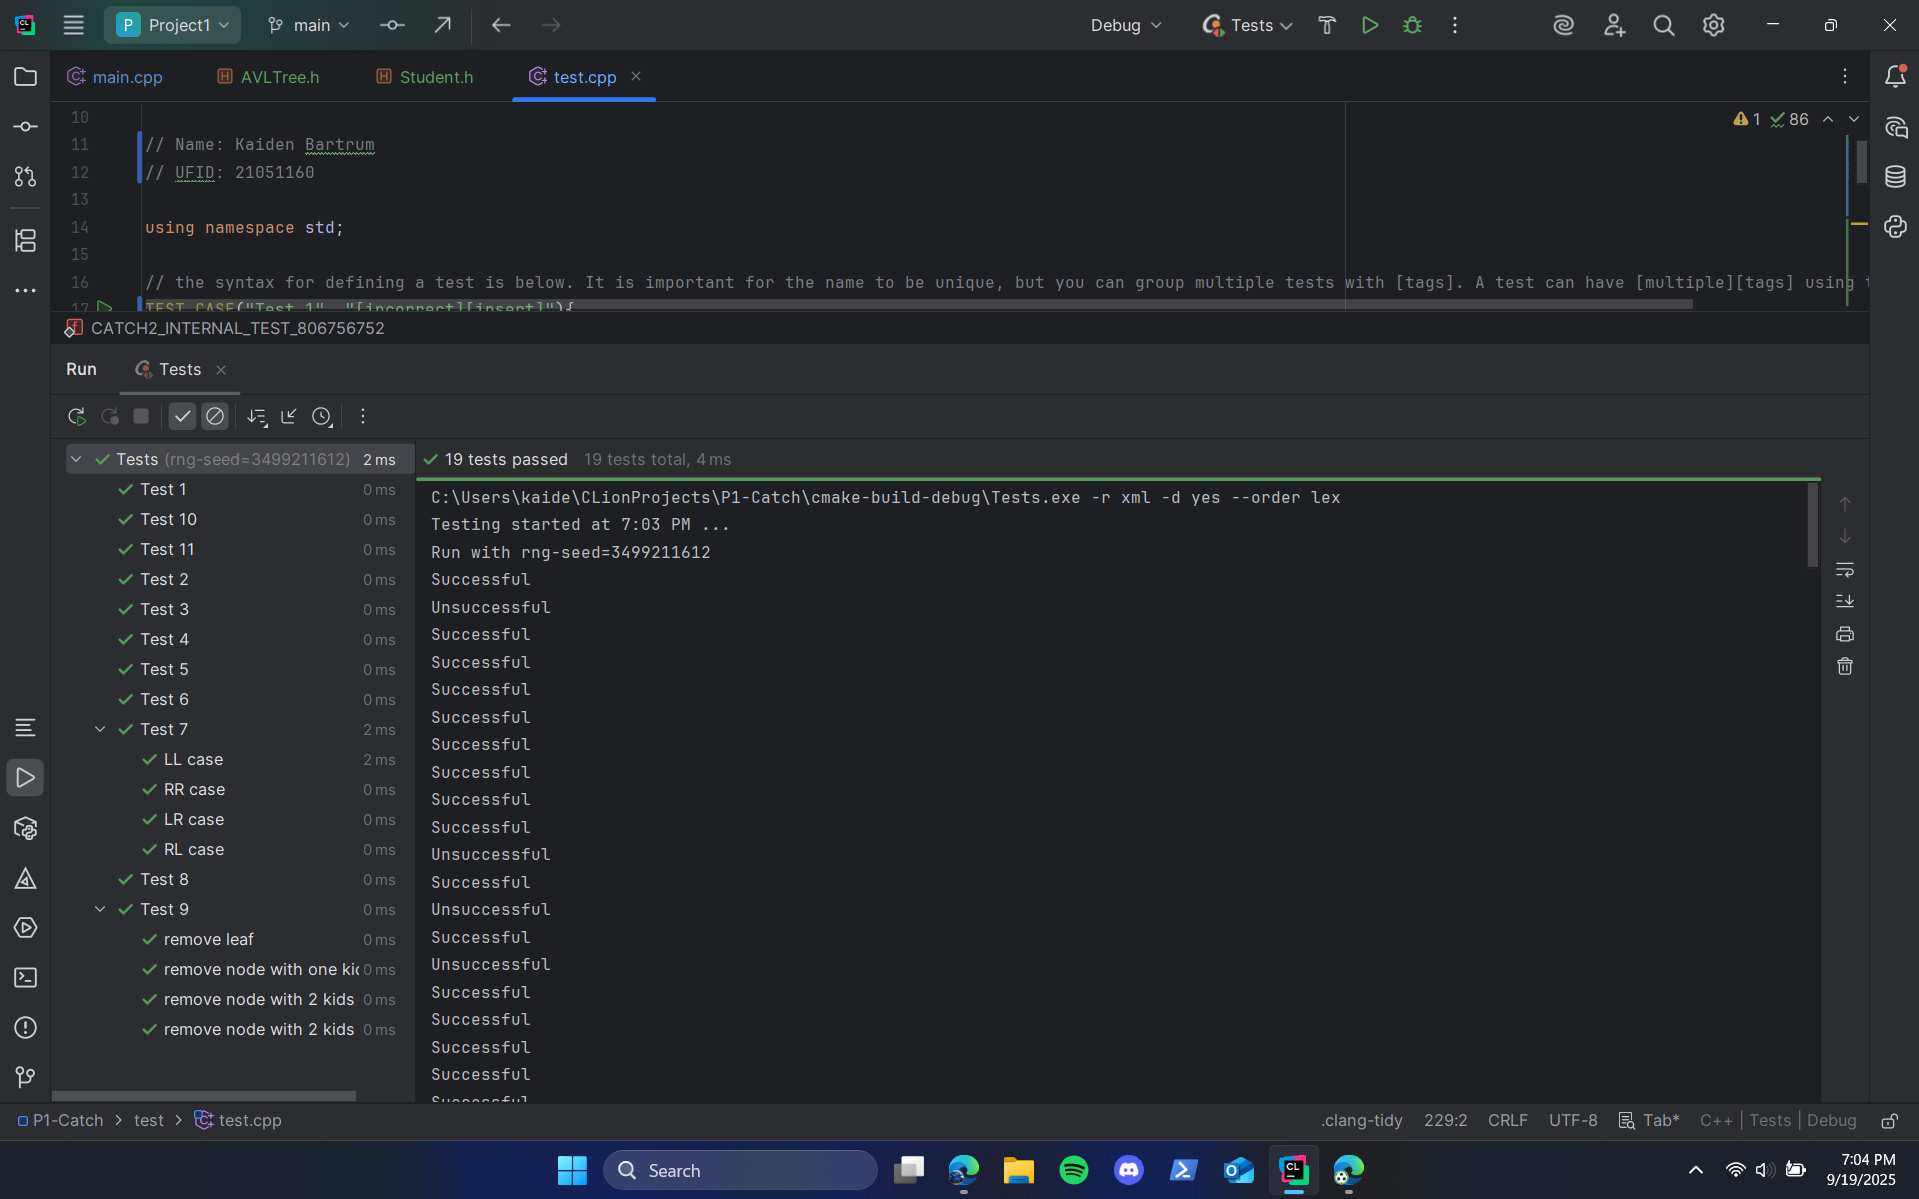 P Project1 main Debug Tests
main.cpp AVLTree.h Student.h test.cpp
10
11 // Name: Kaiden Bartrum
12 // UFID: 21051160
13
14 using namespace std;
15
16 // the syntax for defining a test is below. It is important for the name to be unique, but you can group multiple tests with [tags]. A test can have [multiple][tags] using t
17 TEST_CASE("Test 1", "[incorrect][insert]"){
1 86
CATCH2_INTERNAL_TEST_806756752
Run Tests
Tests (rng-seed=3499211612) 2 ms
Test 1 0 ms
Test 10 0 ms
Test 11 0 ms
Test 2 0 ms
Test 3 0 ms
Test 4 0 ms
Test 5 0 ms
Test 6 0 ms
Test 7 2 ms
LL case 2 ms
RR case 0 ms
LR case 0 ms
RL case 0 ms
Test 8 0 ms
Test 9 0 ms
remove leaf 0 ms
remove node with one kid 0 ms
remove node with 2 kids 0 ms
remove node with 2 kids 0 ms
19 tests passed 19 tests total, 4 ms
C:\Users\kaide\CLionProjects\P1-Catch\cmake-build-debug\Tests.exe -r xml -d yes --order lex
Testing started at 7:03 PM ...
Run with rng-seed=3499211612
Successful
Unsuccessful
Successful
Successful
Successful
Successful
Successful
Successful
Successful
Successful
Unsuccessful
Successful
Unsuccessful
Successful
Unsuccessful
Successful
Successful
Successful
Successful
Successful
P1-Catch > test > test.cpp
.clang-tidy 229:2 CRLF UTF-8 Tab* C++ | Tests | Debug
Search
7:04 PM
9/19/2025